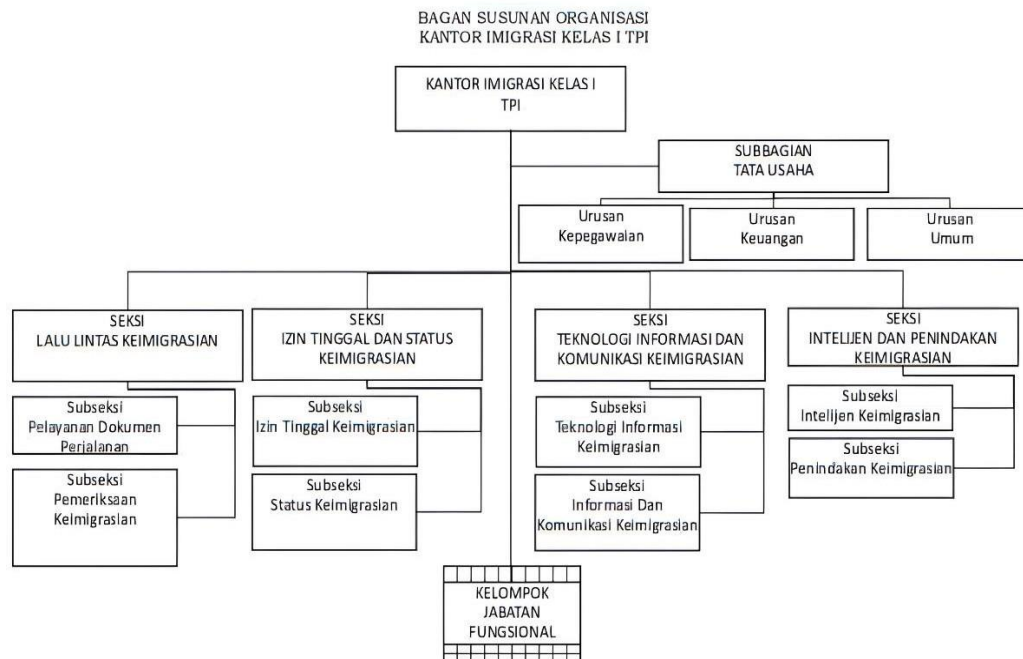 BAGAN SUSUNAN ORGANISASI
KANTOR IMIGRASI KELAS I TPI
KANTOR IMIGRASI KELAS I
TPI
SUBBAGIAN
TATA USAHA
Urusan
Kepegawaian
Urusan
Keuangan
Urusan
Umum
SEKSI
LALU LINTAS KEIMIGRASIAN
SEKSI
IZIN TINGGAL DAN STATUS
KEIMIGRASIAN
SEKSI
TEKNOLOGI INFORMASI DAN
KOMUNIKASI KEIMIGRASIAN
SEKSI
INTELIJEN DAN PENINDAKAN
KEIMIGRASIAN
Subseksi
Pelayanan Dokumen
Perjalanan
Subseksi
Pemeriksaan
Keimigrasian
Subseksi
Izin Tinggal Keimigrasian
Subseksi
Status Keimigrasian
Subseksi
Teknologi Informasi
Keimigrasian
Subseksi
Informasi Dan
Komunikasi Keimigrasian
Subseksi
Intelijen Keimigrasian
Subseksi
Penindakan Keimigrasian
KELOMPOK
JABATAN
FUNGSIONAL